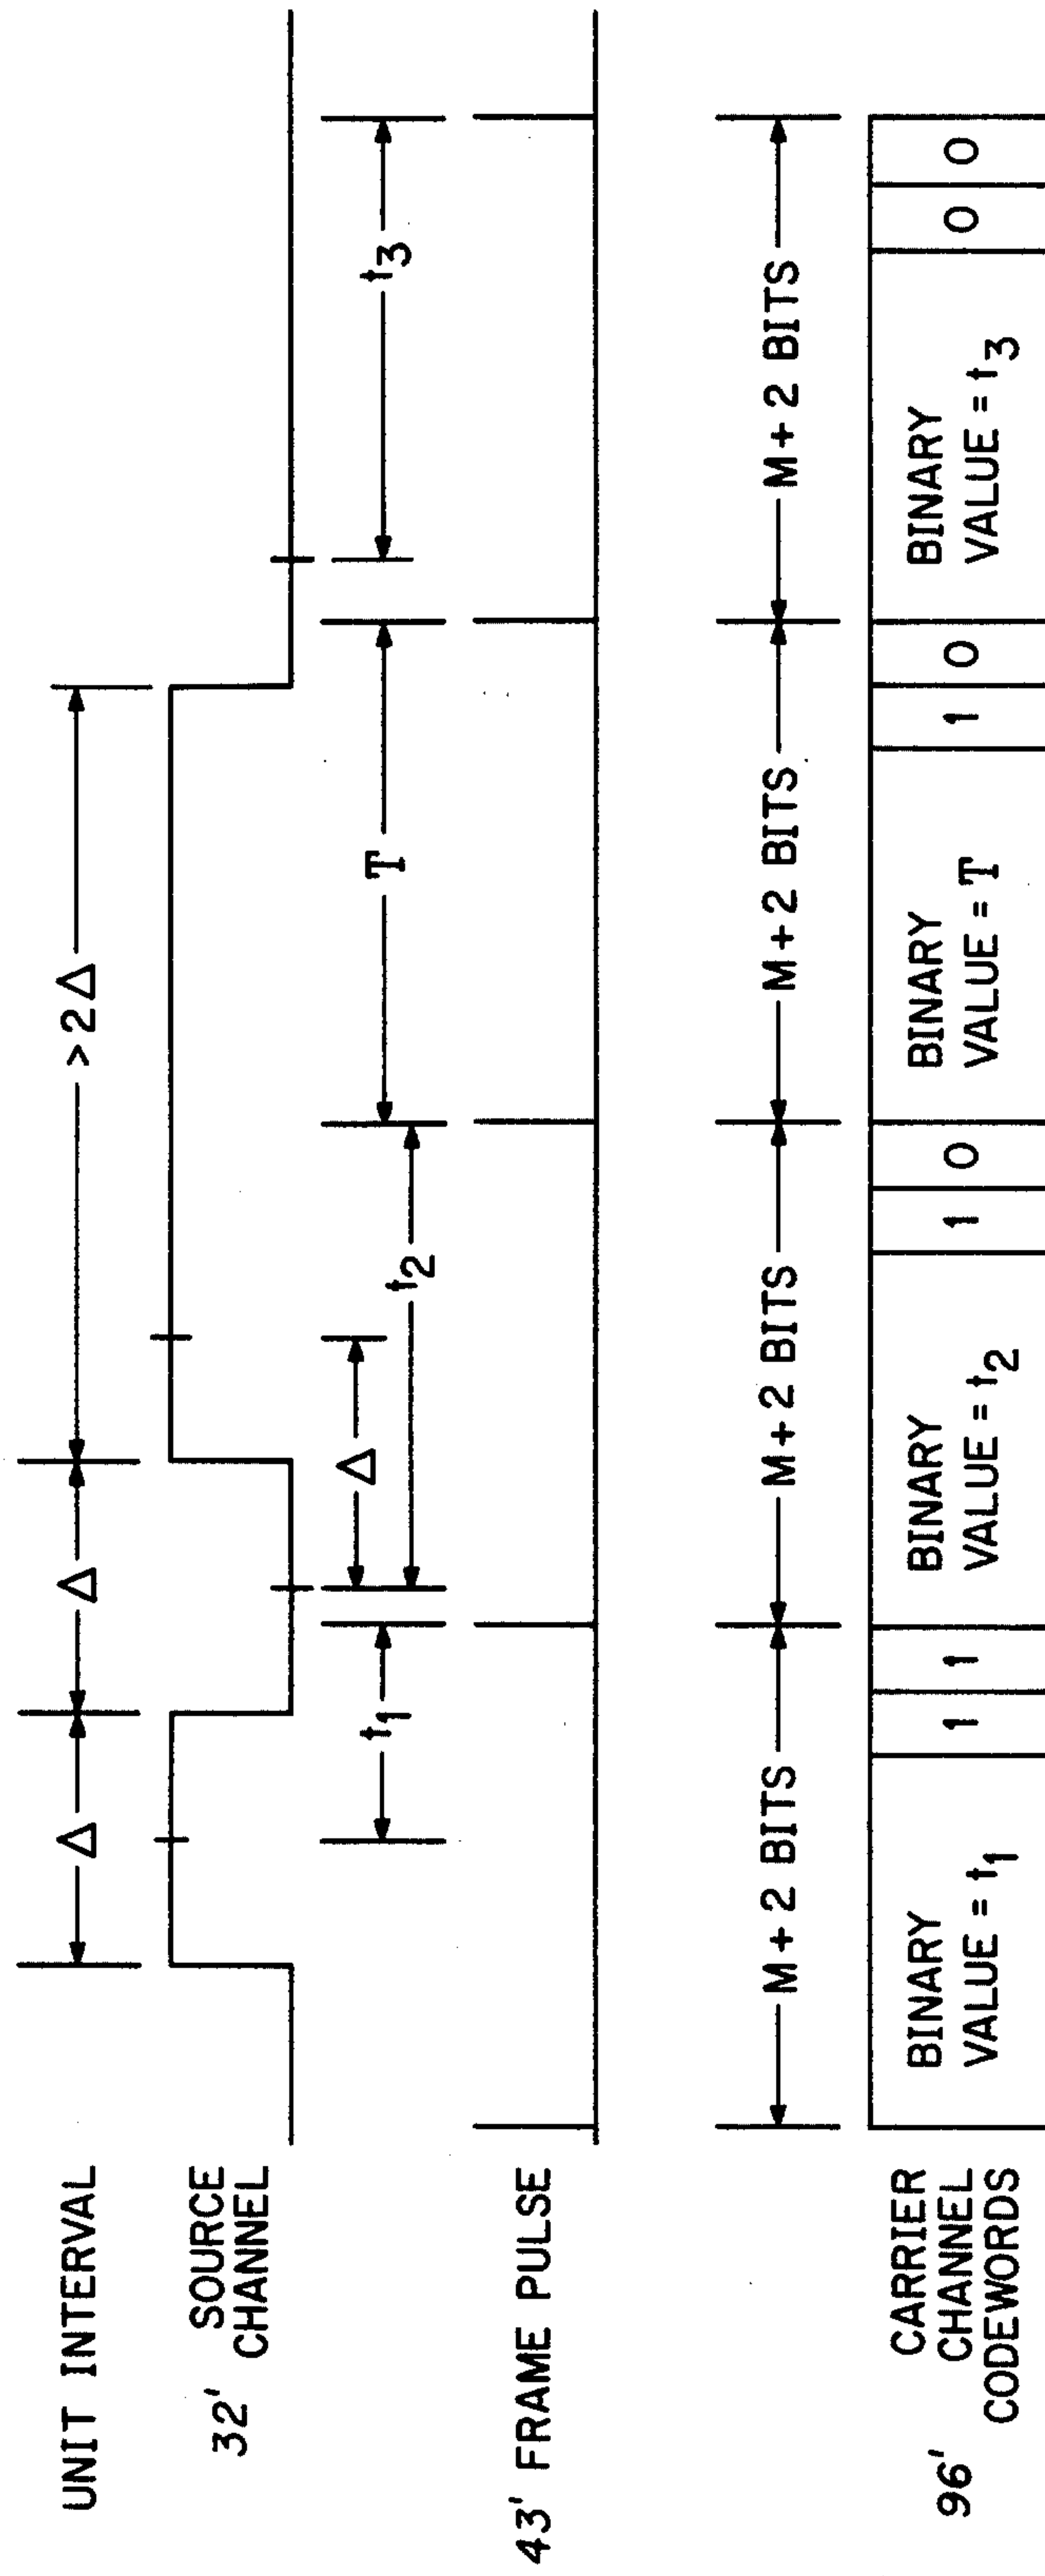 UNIT INTERVAL
Δ
Δ
>2Δ
32' SOURCE
CHANNEL
t1
Δ
t2
T
t3
43' FRAME PULSE
M+2 BITS
M+2 BITS
M+2 BITS
M+2 BITS
96' CARRIER
CHANNEL
CODEWORDS
BINARY
VALUE = t1
1
1
BINARY
VALUE = t2
1
0
BINARY
VALUE = T
1
0
BINARY
VALUE = t3
0
0